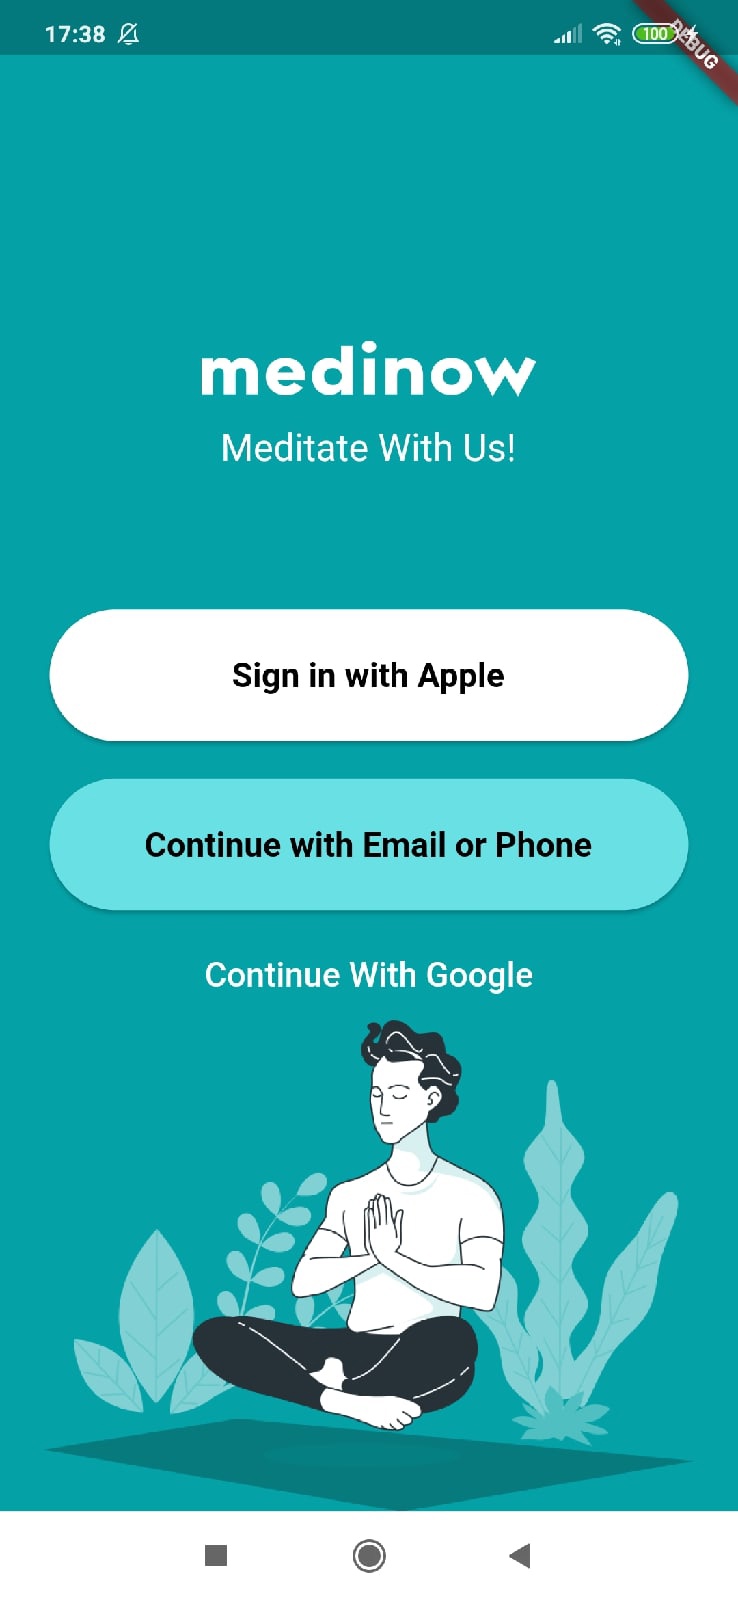 17:38
100
DEBUG
medinow
Meditate With Us!
Sign in with Apple
Continue with Email or Phone
Continue With Google